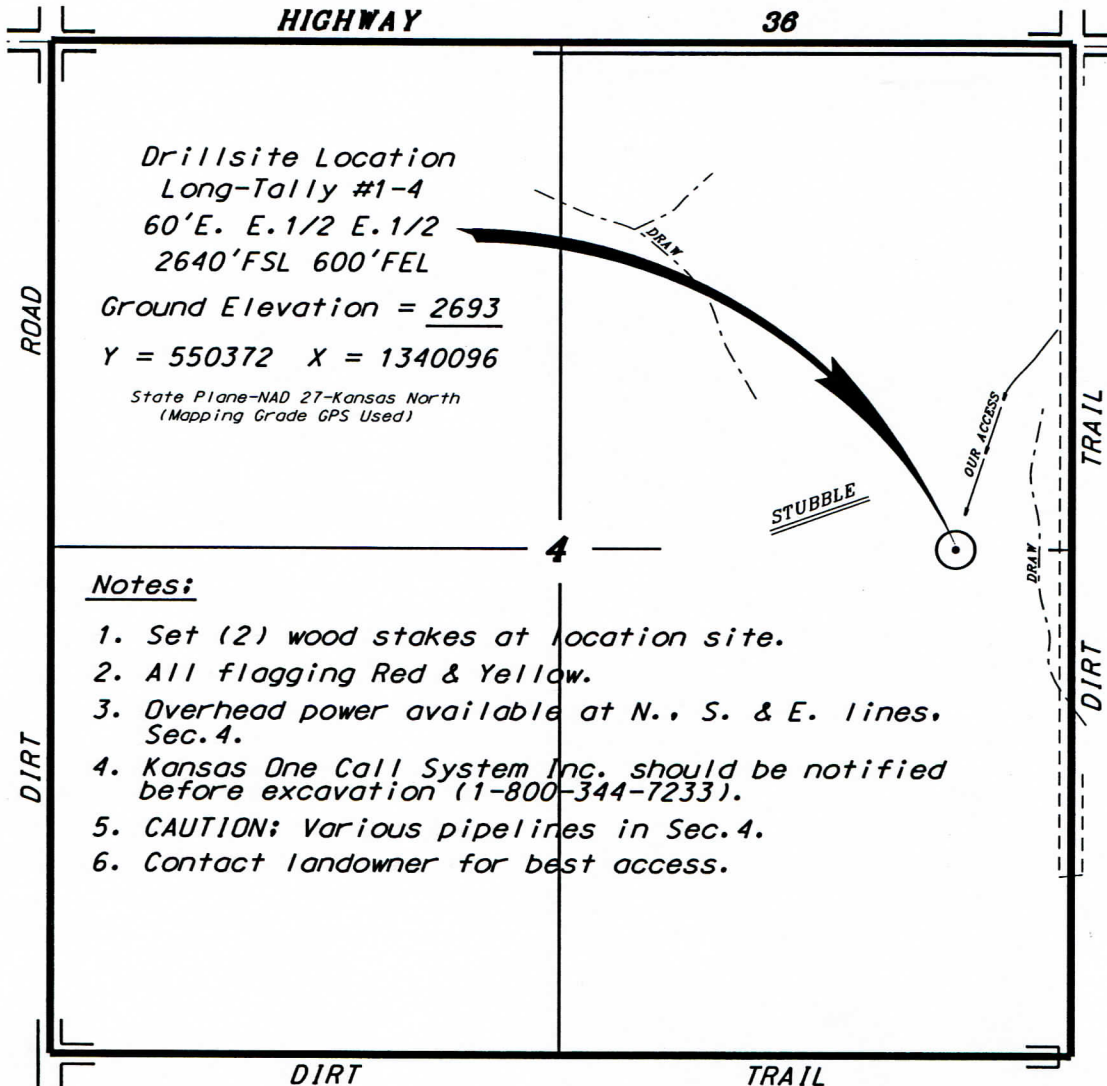 HIGHWAY 36
Drillsite Location
Long-Tally #1-4
60'E. E.1/2 E.1/2
2640'FSL 600'FEL
Ground Elevation = 2693
Y = 550372 X = 1340096
State Plane-NAD 27-Kansas North
(Mapping Grade GPS Used)
ROAD
DIRT
DRAW
OUR ACCESS
STUBBLE
DRAW
TRAIL
DIRT
4
Notes:
1. Set (2) wood stakes at location site.
2. All flagging Red & Yellow.
3. Overhead power available at N., S. & E. lines,
Sec.4.
4. Kansas One Call System Inc. should be notified
before excavation (1-800-344-7233).
5. CAUTION: Various pipelines in Sec.4.
6. Contact landowner for best access.
DIRT TRAIL